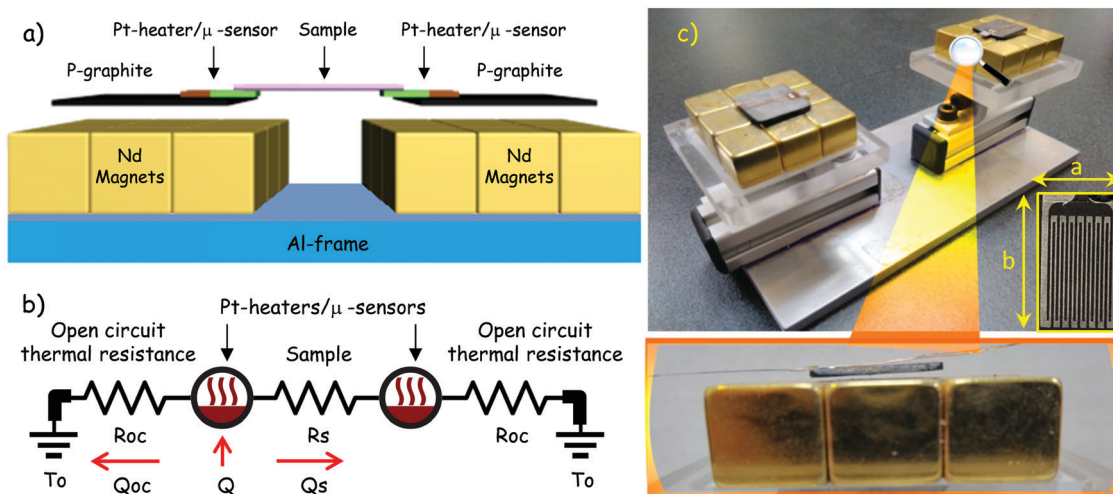 a)
Pt-heater/μ-sensor
Sample
Pt-heater/μ-sensor
P-graphite
P-graphite
Nd
Magnets
Nd
Magnets
Al-frame
b)
Pt-heaters/μ-sensors
Open circuit
thermal resistance
Sample
Open circuit
thermal resistance
Roc
Rs
Roc
To
Qoc
Q
Qs
To
c)
a
b